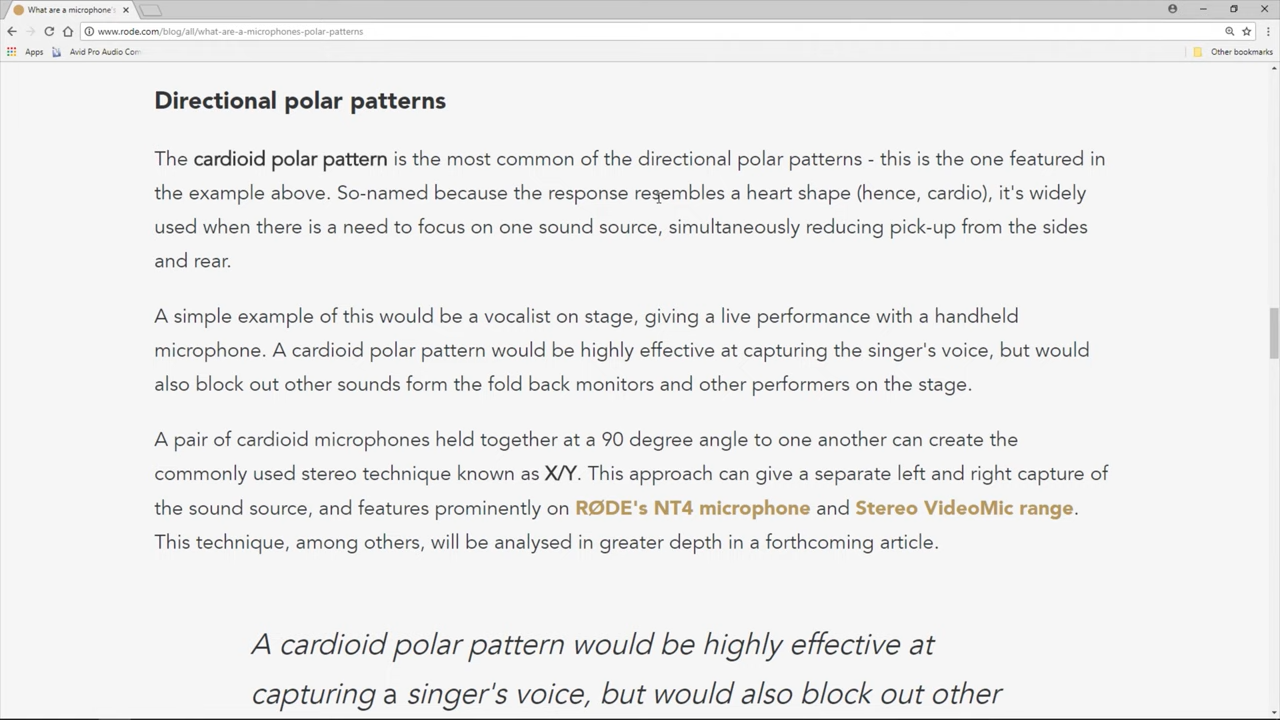 What are a microphone's
www.rode.com/blog/all/what-are-a-microphones-polar-patterns
Apps Avid Pro Audio Com Other bookmarks
Directional polar patterns
The cardioid polar pattern is the most common of the directional polar patterns - this is the one featured in
the example above. So-named because the response resembles a heart shape (hence, cardio), it's widely
used when there is a need to focus on one sound source, simultaneously reducing pick-up from the sides
and rear.
A simple example of this would be a vocalist on stage, giving a live performance with a handheld
microphone. A cardioid polar pattern would be highly effective at capturing the singer's voice, but would
also block out other sounds form the fold back monitors and other performers on the stage.
A pair of cardioid microphones held together at a 90 degree angle to one another can create the
commonly used stereo technique known as X/Y. This approach can give a separate left and right capture of
the sound source, and features prominently on RØDE's NT4 microphone and Stereo VideoMic range.
This technique, among others, will be analysed in greater depth in a forthcoming article.
A cardioid polar pattern would be highly effective at
capturing a singer's voice, but would also block out other